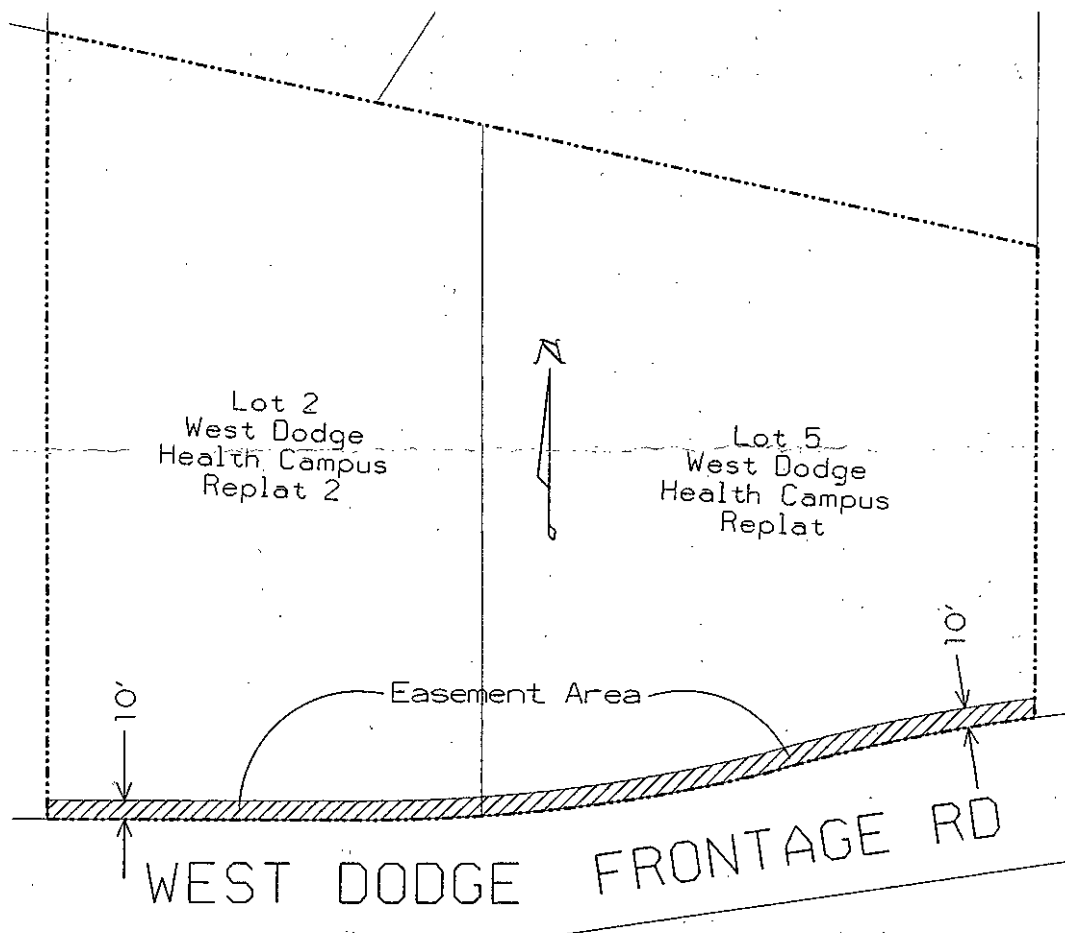 N
Lot 2
West Dodge
Health Campus
Replat 2
Lot 5
West Dodge
Health Campus
Replat
10'
Easement Area
10'
WEST DODGE FRONTAGE RD